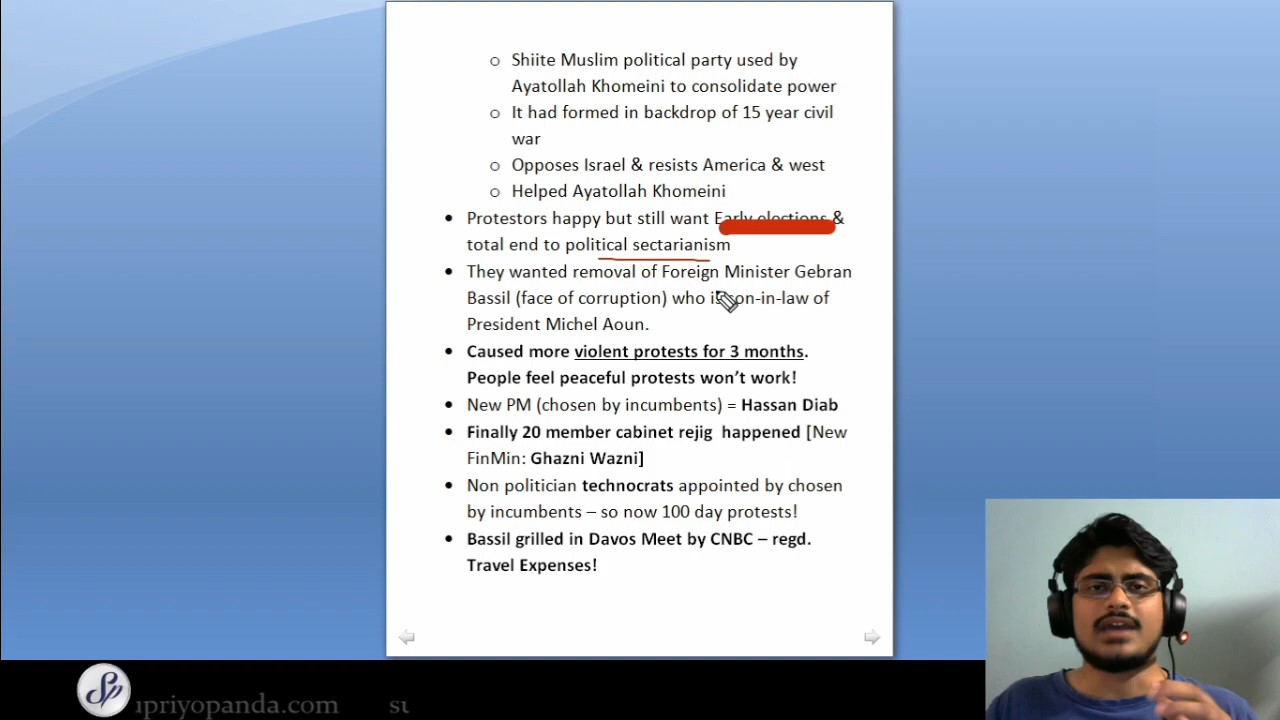 o Shiite Muslim political party used by
Ayatollah Khomeini to consolidate power
o It had formed in backdrop of 15 year civil
war
o Opposes Israel & resists America & west
o Helped Ayatollah Khomeini
• Protestors happy but still want Early elections &
total end to political sectarianism
• They wanted removal of Foreign Minister Gebran
Bassil (face of corruption) who on-in-law of
President Michel Aoun.
• Caused more violent protests for 3 months.
People feel peaceful protests won't work!
• New PM (chosen by incumbents) = Hassan Diab
• Finally 20 member cabinet rejig happened [New
FinMin: Ghazni Wazni]
• Non politician technocrats appointed by chosen
by incumbents – so now 100 day protests!
• Bassil grilled in Davos Meet by CNBC – regd.
Travel Expenses!
ipriyopanda.com su